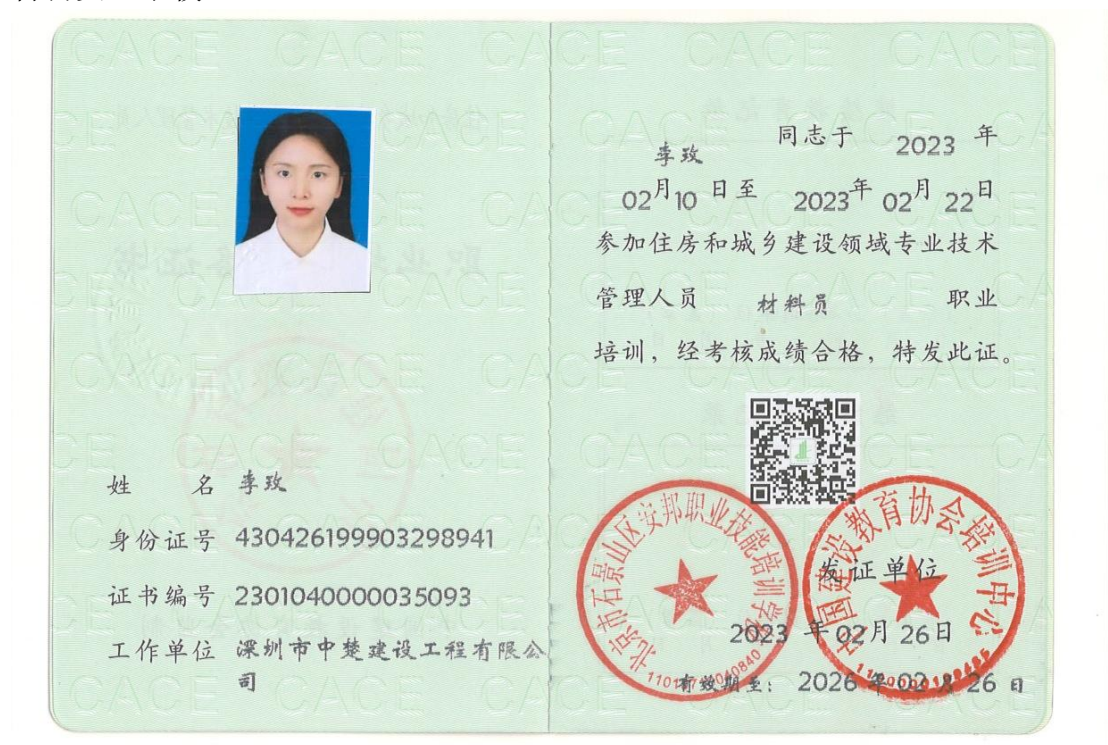 姓 名 李玫
身份证号 430426199903298941
证书编号 2301040000035093
工作单位 深圳市中楚建设工程有限公司
李玫 同志于 2023 年
02月10日至 2023年02月22日
参加住房和城乡建设领域专业技术
管理人员 材料员 职业
培训，经考核成绩合格，特发此证。
北京市石景山区安邦职业技能培训学校
中国建设教育协会培训中心
发证单位
2023 年02月 26日
有效期至： 2026 年 02 月 26 日
CACE